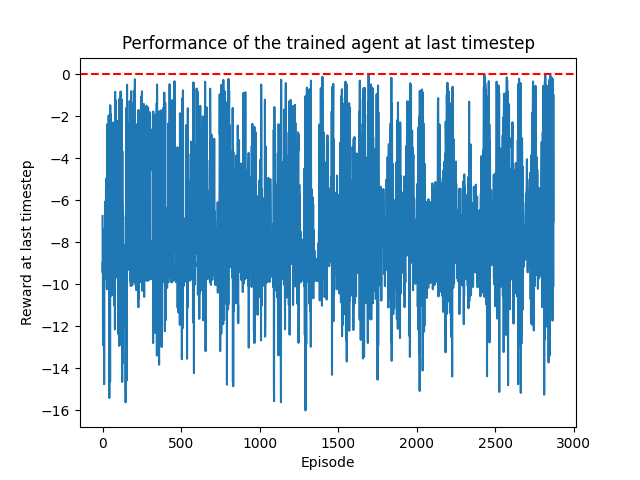 Performance of the trained agent at last timestep
0
−2
−4
−6
−8
−10
−12
−14
−16
Reward at last timestep
0 500 1000 1500 2000 2500 3000
Episode